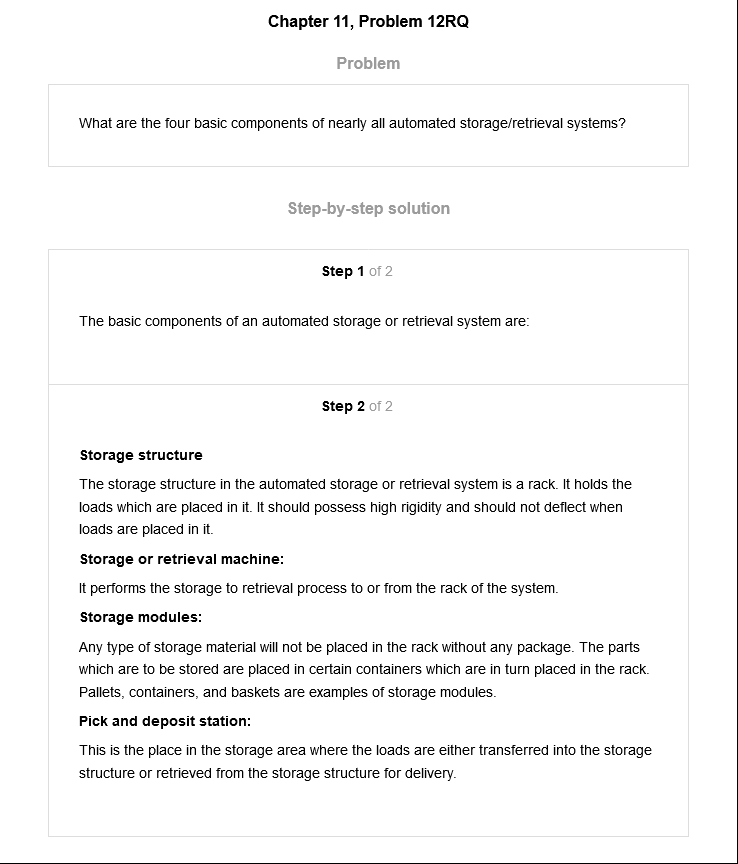 Chapter 11, Problem 12RQ
Problem
What are the four basic components of nearly all automated storage/retrieval systems?
Step-by-step solution
Step 1 of 2
The basic components of an automated storage or retrieval system are:
Step 2 of 2
Storage structure
The storage structure in the automated storage or retrieval system is a rack. It holds the
loads which are placed in it. It should possess high rigidity and should not deflect when
loads are placed in it.
Storage or retrieval machine:
It performs the storage to retrieval process to or from the rack of the system.
Storage modules:
Any type of storage material will not be placed in the rack without any package. The parts
which are to be stored are placed in certain containers which are in turn placed in the rack.
Pallets, containers, and baskets are examples of storage modules.
Pick and deposit station:
This is the place in the storage area where the loads are either transferred into the storage
structure or retrieved from the storage structure for delivery.